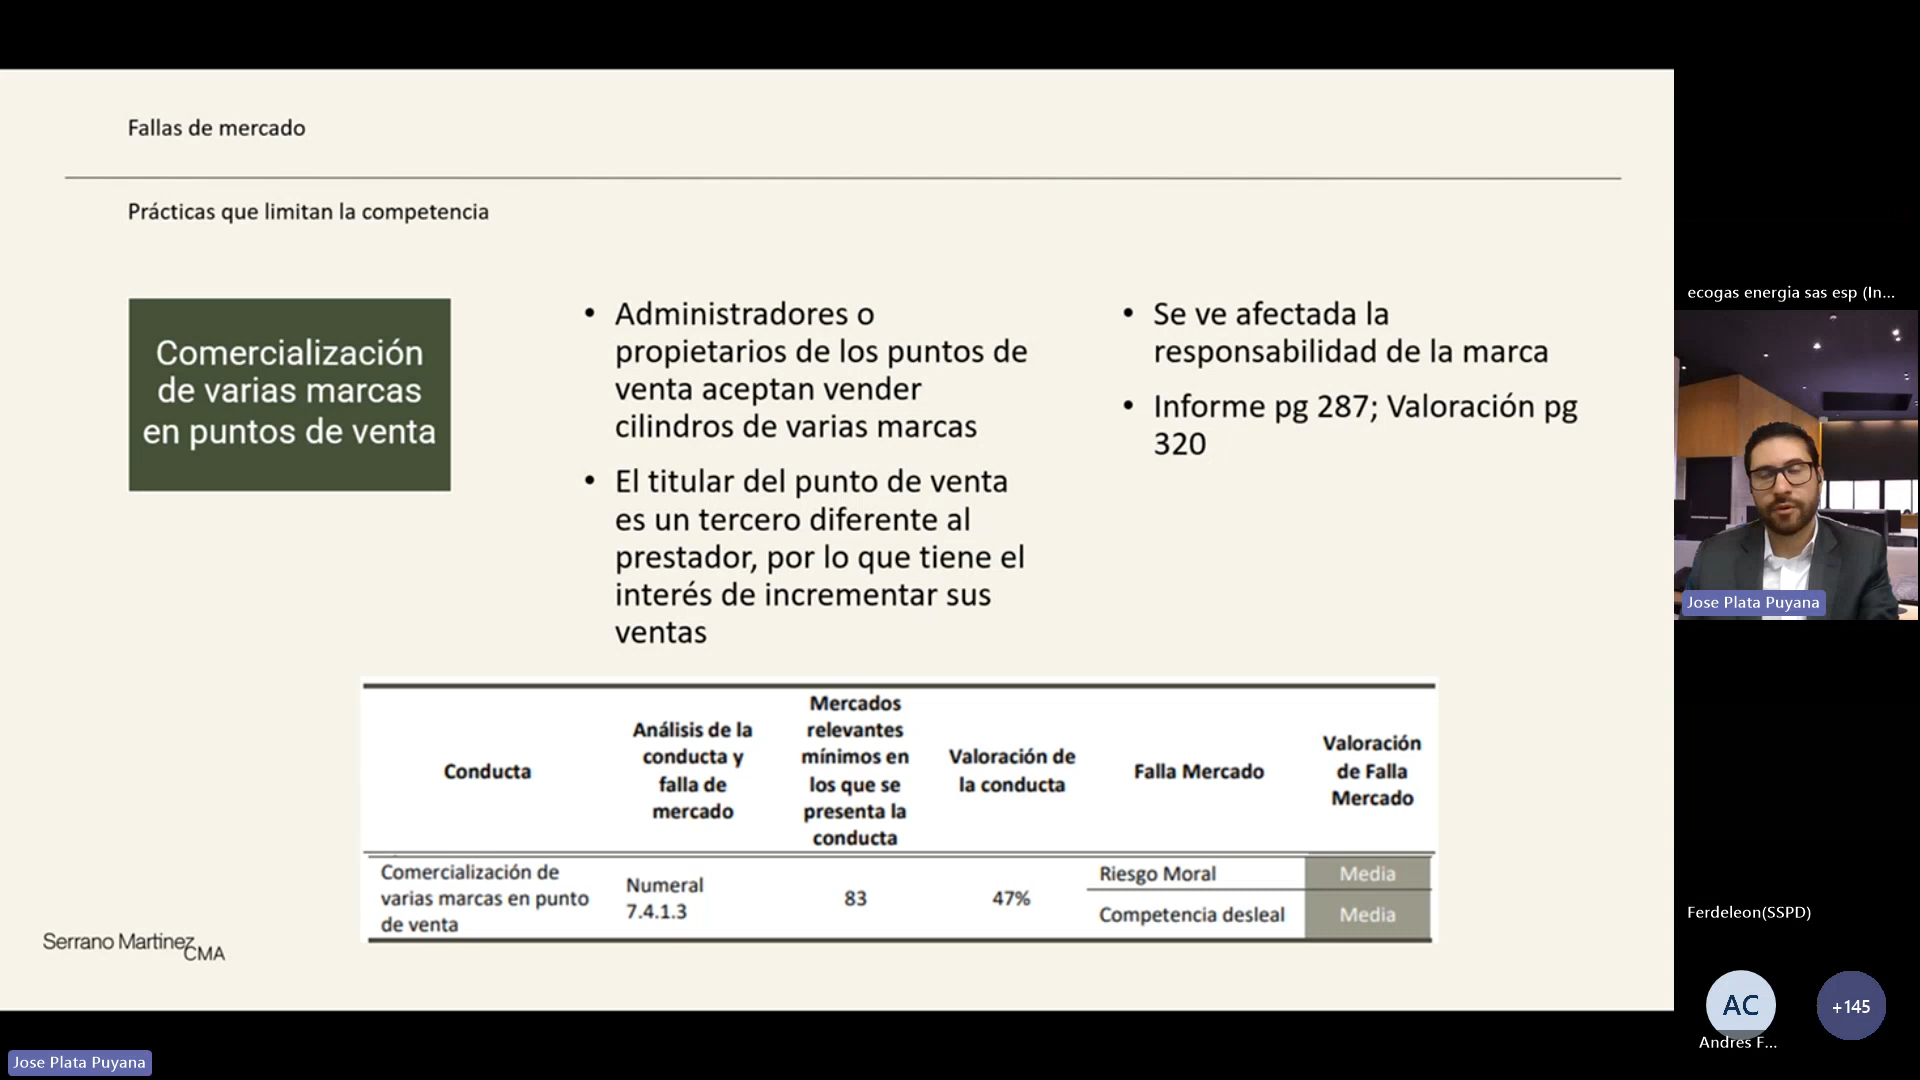 Fallas de mercado
Prácticas que limitan la competencia
Comercialización
de varias marcas
en puntos de venta
• Administradores o
propietarios de los puntos de
venta aceptan vender
cilindros de varias marcas
• El titular del punto de venta
es un tercero diferente al
prestador, por lo que tiene el
interés de incrementar sus
ventas
• Se ve afectada la
responsabilidad de la marca
• Informe pg 287; Valoración pg
320
Conducta
Análisis de la
conducta y
falla de
mercado
Mercados
relevantes
mínimos en
los que se
presenta la
conducta
Valoración de
la conducta
Falla Mercado
Valoración
de Falla
Mercado
Comercialización de
varias marcas en punto
de venta
Numeral
7.4.1.3
83
47%
Riesgo Moral
Media
Competencia desleal
Media
Serrano Martinez
CMA
ecogas energia sas esp (In...
Jose Plata Puyana
Ferdeleon(SSPD)
AC
Andres F...
+145
Jose Plata Puyana